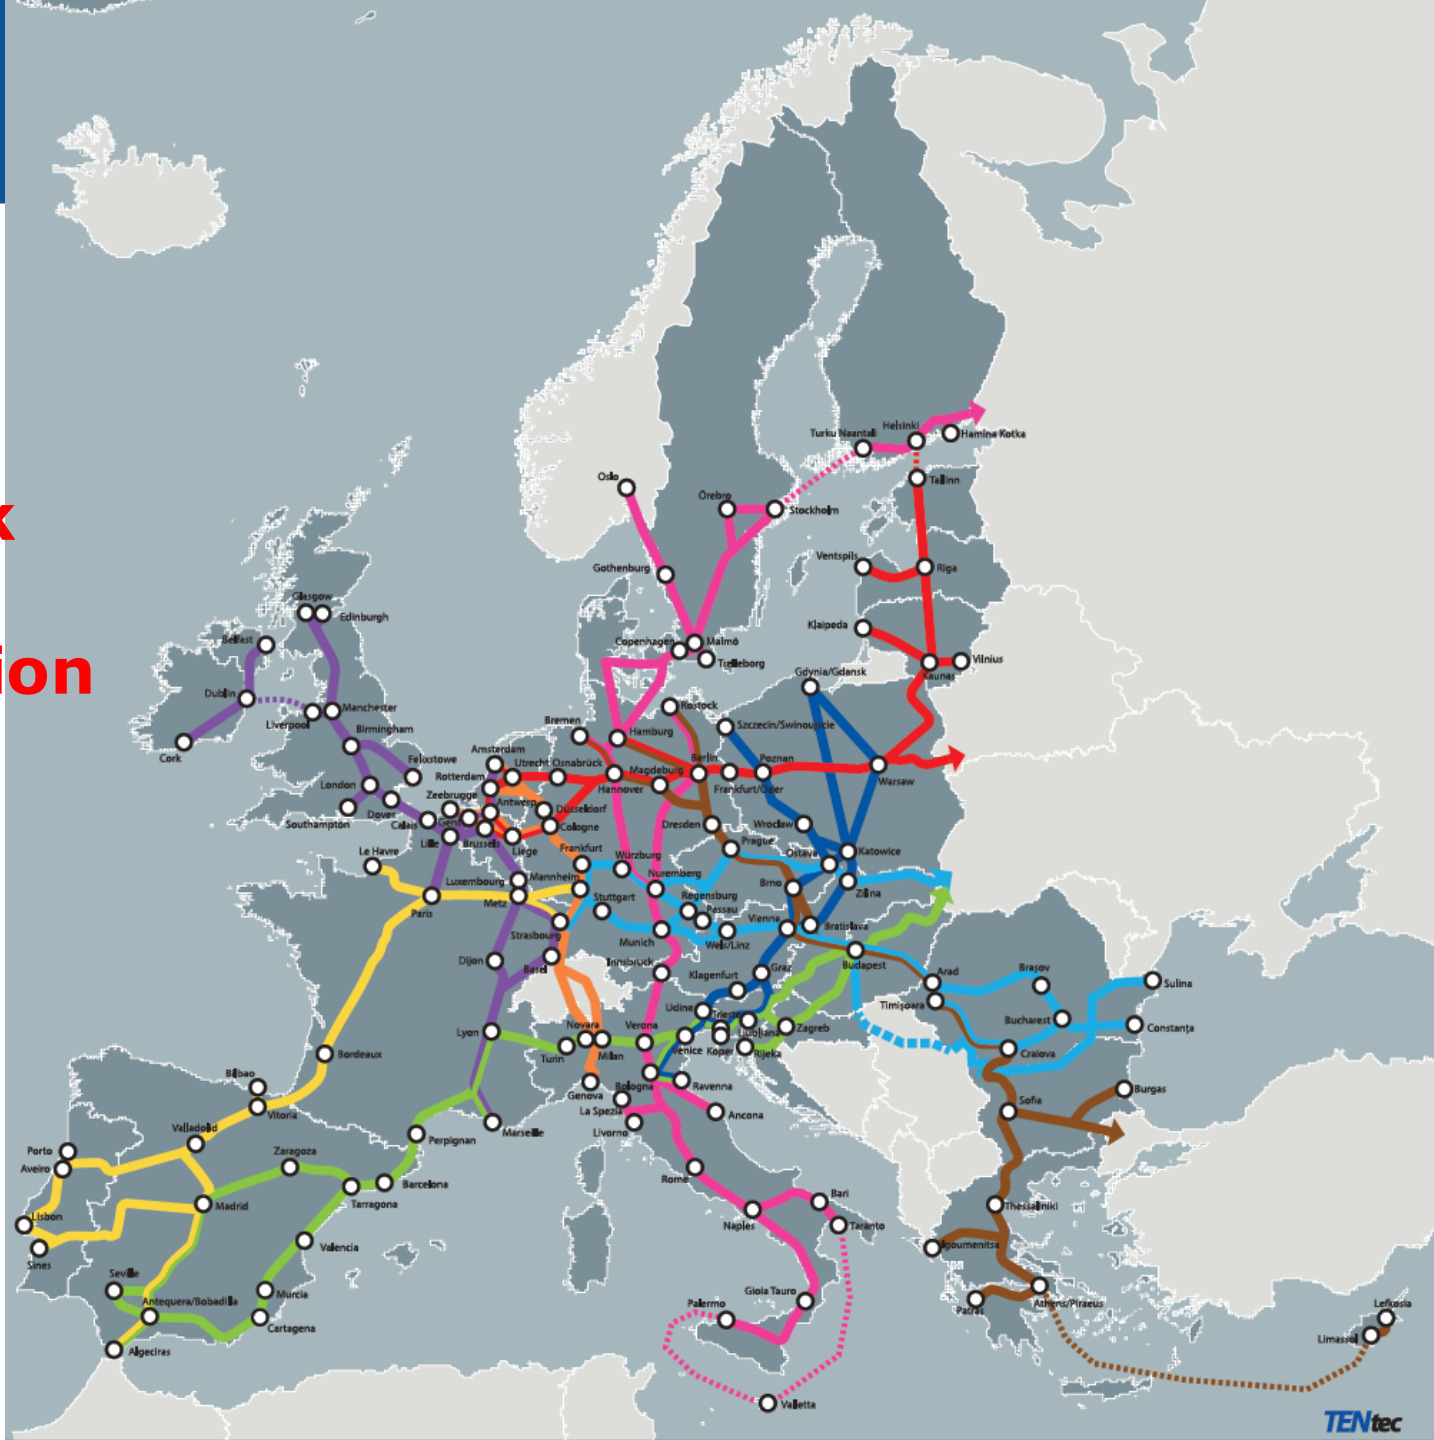 k
ion
Turku Naantali
Helsinki
Hamina Kotka
Oslo
Örebro
Stockholm
Tallinn
Ventspils
Riga
Gothenburg
Glasgow
Edinburgh
Klaipeda
Belfast
Copenhagen
Malmö
Trelleborg
Kaunas
Vilnius
Gdynia/Gdansk
Dublin
Liverpool
Manchester
Rostock
Bremen
Hamburg
Szczecin/Swinoujscie
Cork
Birmingham
Felixstowe
Amsterdam
Utrecht
Osnabrück
Berlin
Poznan
Warsaw
London
Rotterdam
Hannover
Magdeburg
Frankfurt/Oder
Southampton
Dover
Zeebrugge
Antwerp
Düsseldorf
Calais
Gent
Cologne
Dresden
Wroclaw
Lille
Brussels
Liege
Le Havre
Frankfurt
Würzburg
Prague
Ostava
Katowice
Luxembourg
Mannheim
Nuremberg
Brno
Zilina
Paris
Metz
Stuttgart
Regensburg
Passau
Strasbourg
Munich
Wels/Linz
Vienna
Bratislava
Dijon
Basel
Innsbruck
Klagenfurt
Graz
Budapest
Arad
Brasov
Sulina
Udine
Timişoara
Lyon
Novara
Verona
Trieste
Ljubljana
Zagreb
Bucharest
Constanţa
Turin
Milan
Venice
Koper
Rijeka
Craiova
Bordeaux
Bilbao
Vitoria
Genova
Bologna
Ravenna
Burgas
La Spezia
Ancona
Sofia
Valladolid
Marseille
Livorno
Porto
Aveiro
Zaragoza
Perpignan
Rome
Barcelona
Madrid
Tarragona
Bari
Thessaliniki
Lisbon
Naples
Taranto
Sines
Valencia
Igoumenitsa
Seville
Murcia
Gioia Tauro
Antequera/Bobadilla
Palermo
Patras
Athens/Piraeus
Lefkosia
Cartagena
Limassol
Algeciras
Valletta
TENtec